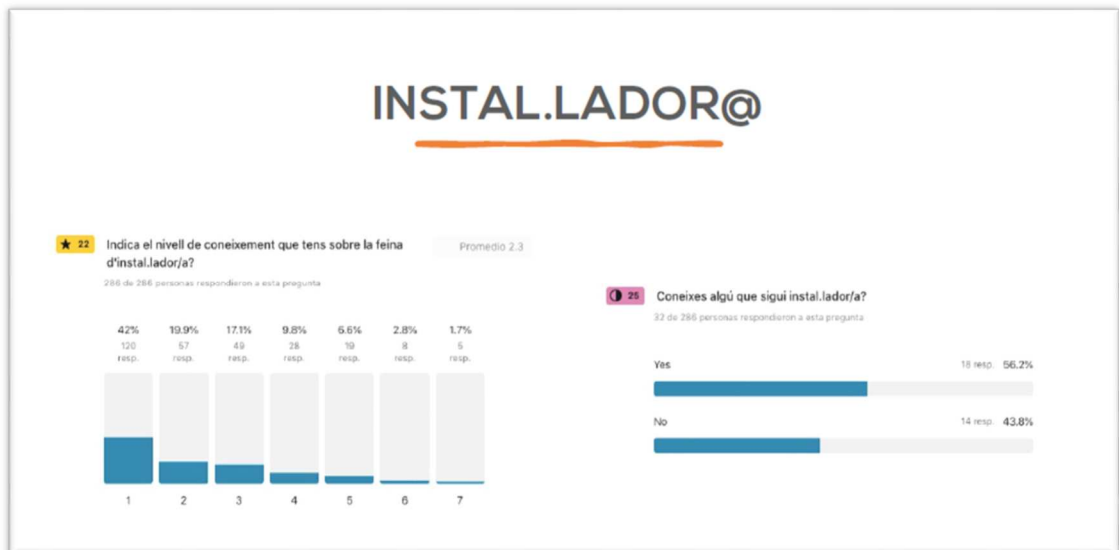 INSTAL.LADOR@
★ 22 Indica el nivell de coneixement que tens sobre la feina
d'instal.lador/a?
Promedio 2.3
286 de 286 personas respondieron a esta pregunta
42% 19.9% 17.1% 9.8% 6.6% 2.8% 1.7%
120 57 49 28 19 8 5
resp. resp. resp. resp. resp. resp. resp.
1 2 3 4 5 6 7
25 Coneixes algú que sigui instal.lador/a?
32 de 286 personas respondieron a esta pregunta
Yes 18 resp. 56.2%
No 14 resp. 43.8%